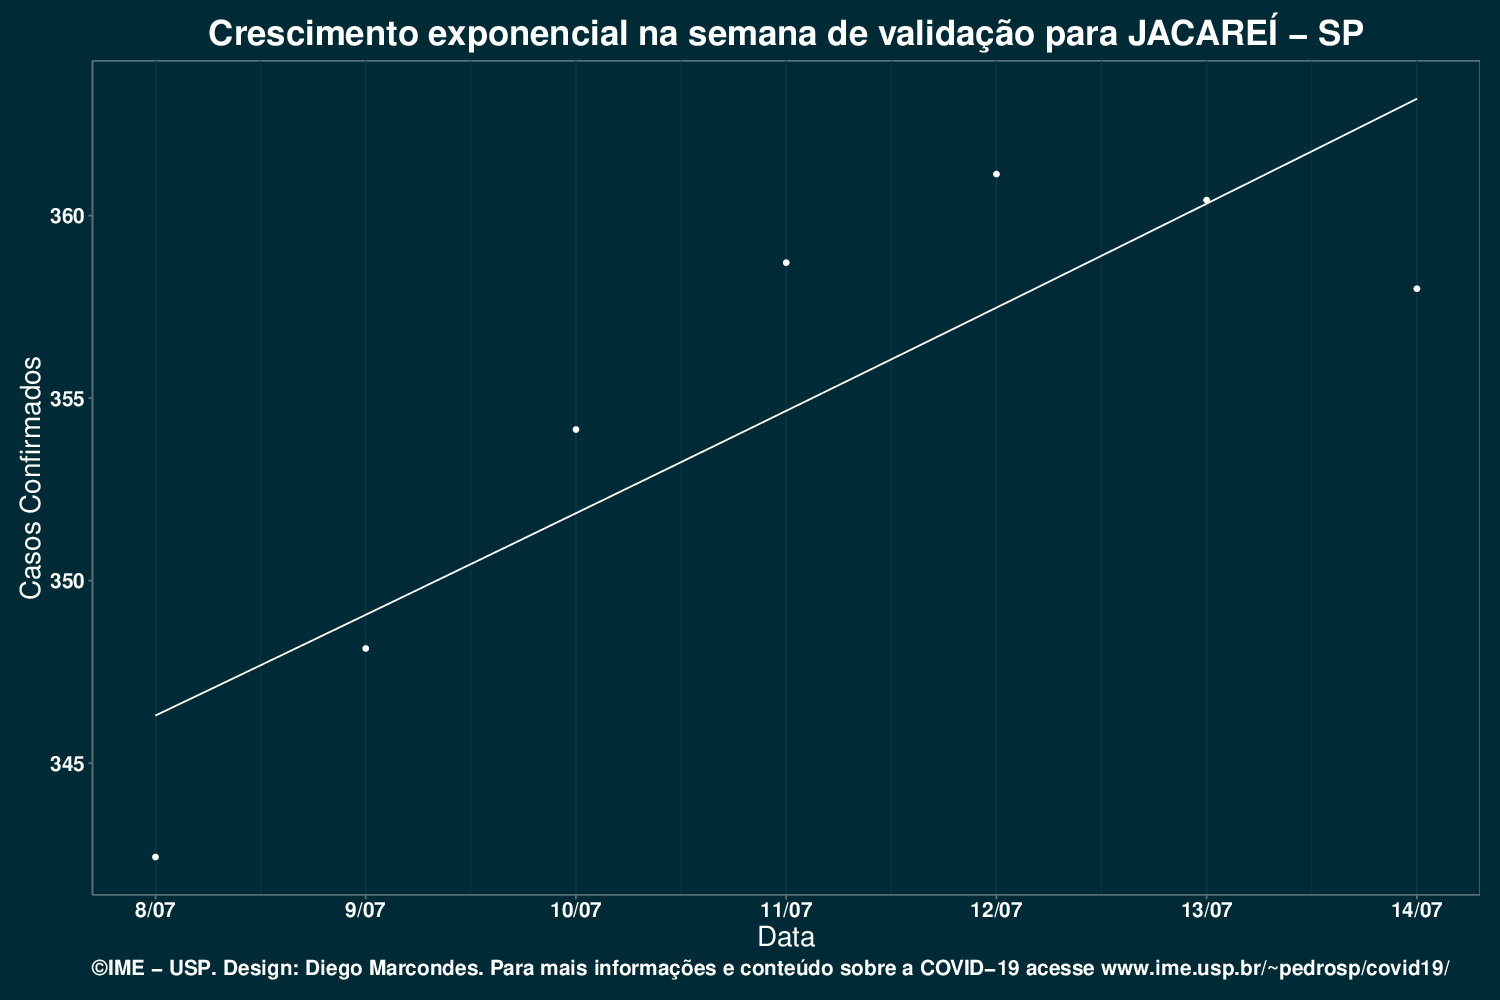 Crescimento exponencial na semana de validação para JACAREÍ – SP
360
355
350
345
Casos Confirmados
8/07 9/07 10/07 11/07 12/07 13/07 14/07
Data
©IME – USP. Design: Diego Marcondes. Para mais informações e conteúdo sobre a COVID–19 acesse www.ime.usp.br/~pedrosp/covid19/